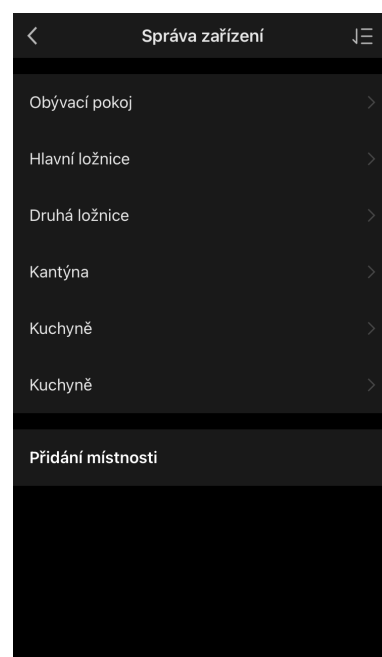 Správa zařízení
Obývací pokoj
Hlavní ložnice
Druhá ložnice
Kantýna
Kuchyně
Kuchyně
Přidání místnosti